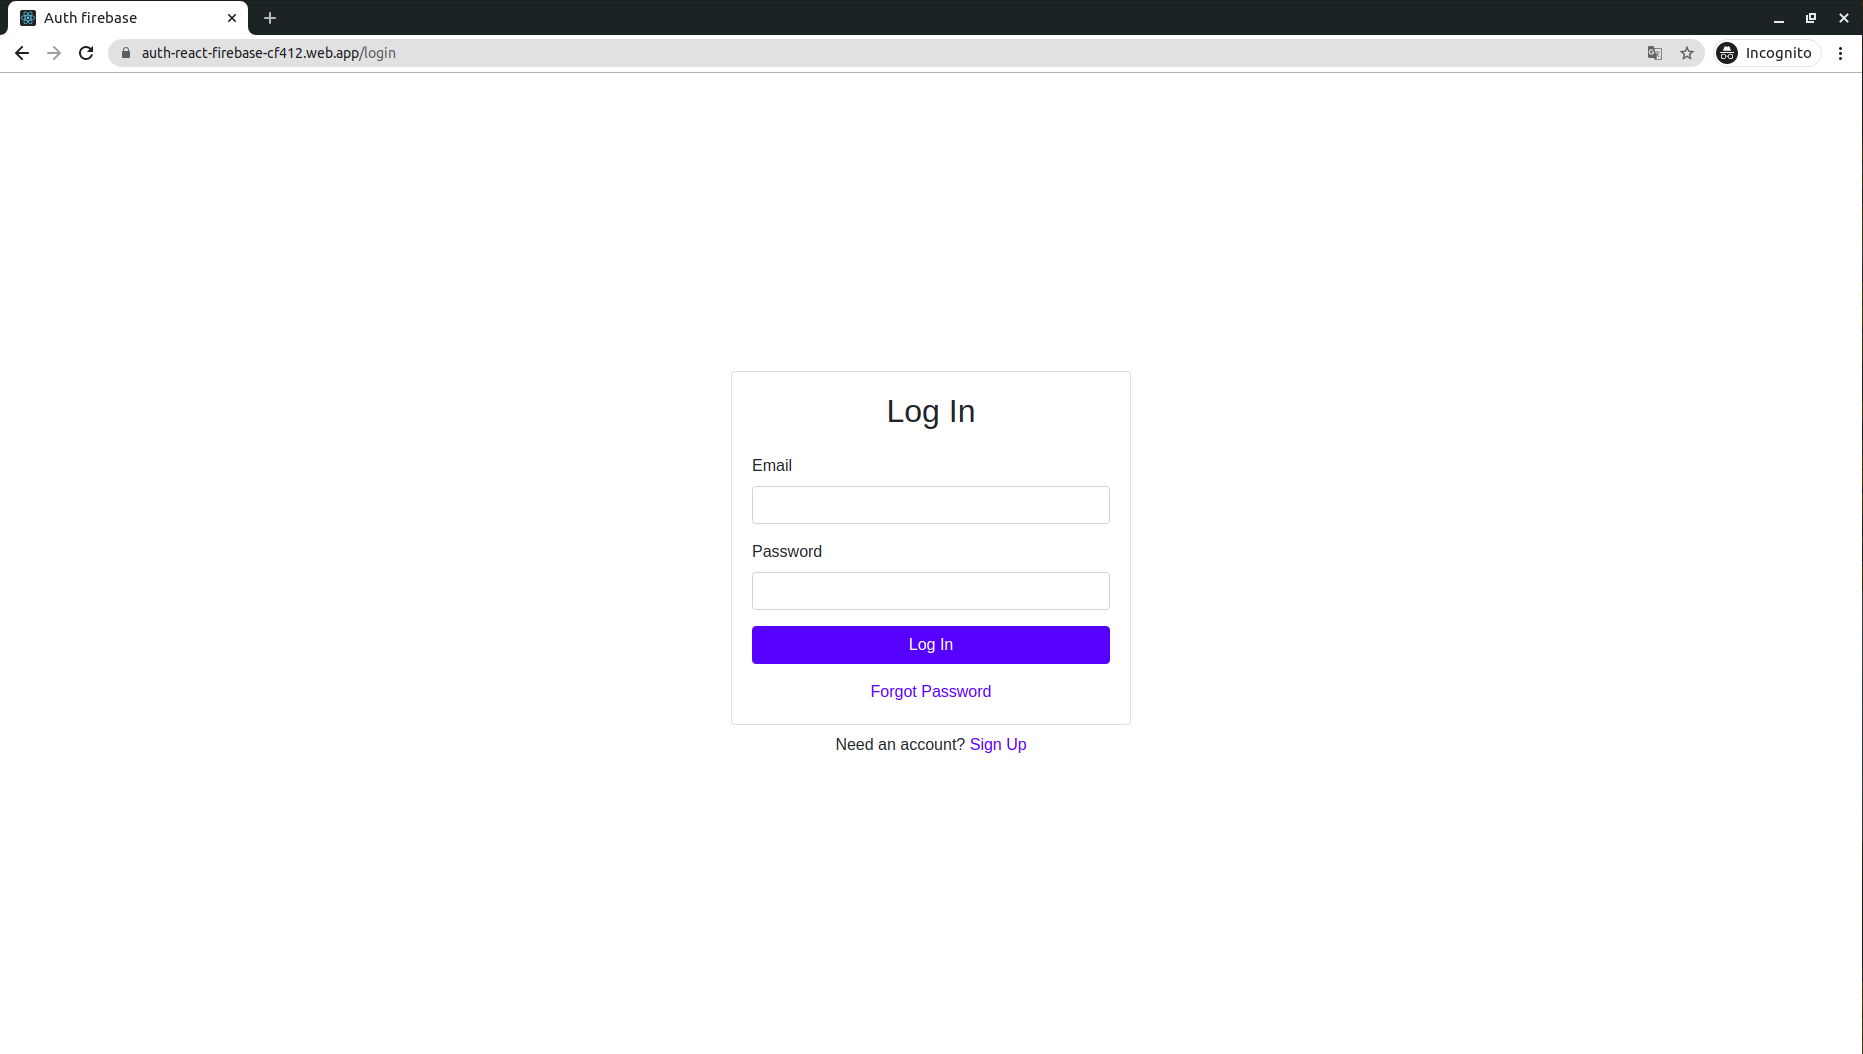 Auth firebase
auth-react-firebase-cf412.web.app/login
Incognito
Log In
Email
Password
Log In
Forgot Password
Need an account? Sign Up